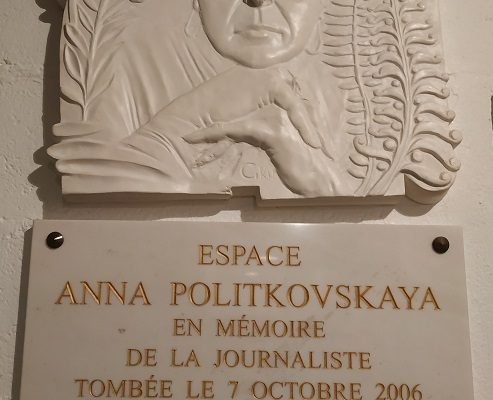 ESPACE
ANNA POLITKOVSKAYA
EN MÉMOIRE
DE LA JOURNALISTE
TOMBÉE LE 7 OCTOBRE 2006